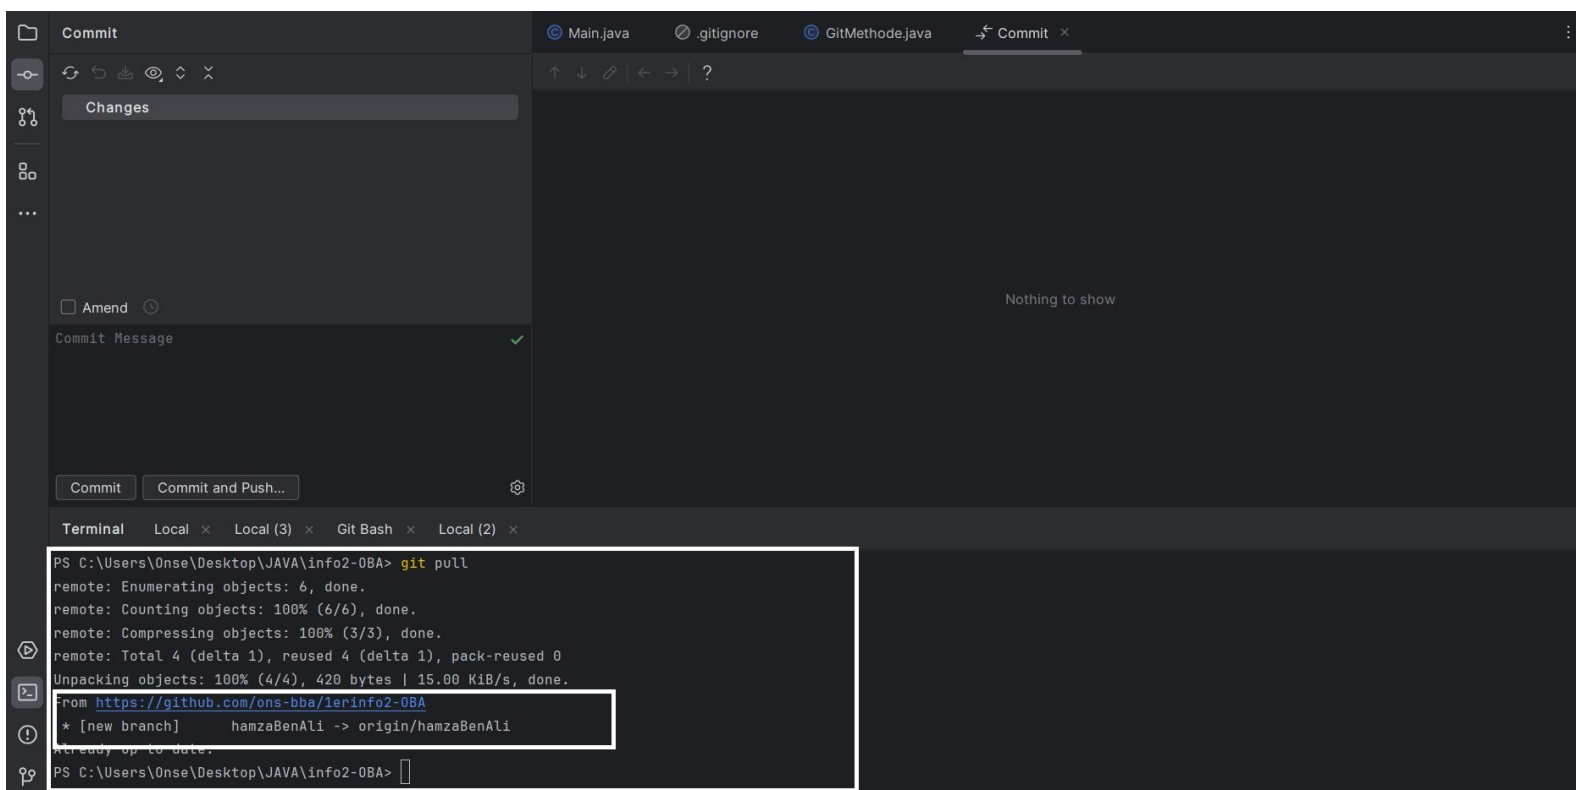 Commit
Main.java .gitignore GitMethode.java Commit
Changes
Nothing to show
Amend
Commit Message
Commit Commit and Push...
Terminal Local Local (3) Git Bash Local (2)
PS C:\Users\Onse\Desktop\JAVA\info2-OBA> git pull
remote: Enumerating objects: 6, done.
remote: Counting objects: 100% (6/6), done.
remote: Compressing objects: 100% (3/3), done.
remote: Total 4 (delta 1), reused 4 (delta 1), pack-reused 0
Unpacking objects: 100% (4/4), 420 bytes | 15.00 KiB/s, done.
From https://github.com/ons-bba/1erinfo2-OBA
* [new branch] hamzaBenAli -> origin/hamzaBenAli
Already up to date.
PS C:\Users\Onse\Desktop\JAVA\info2-OBA>